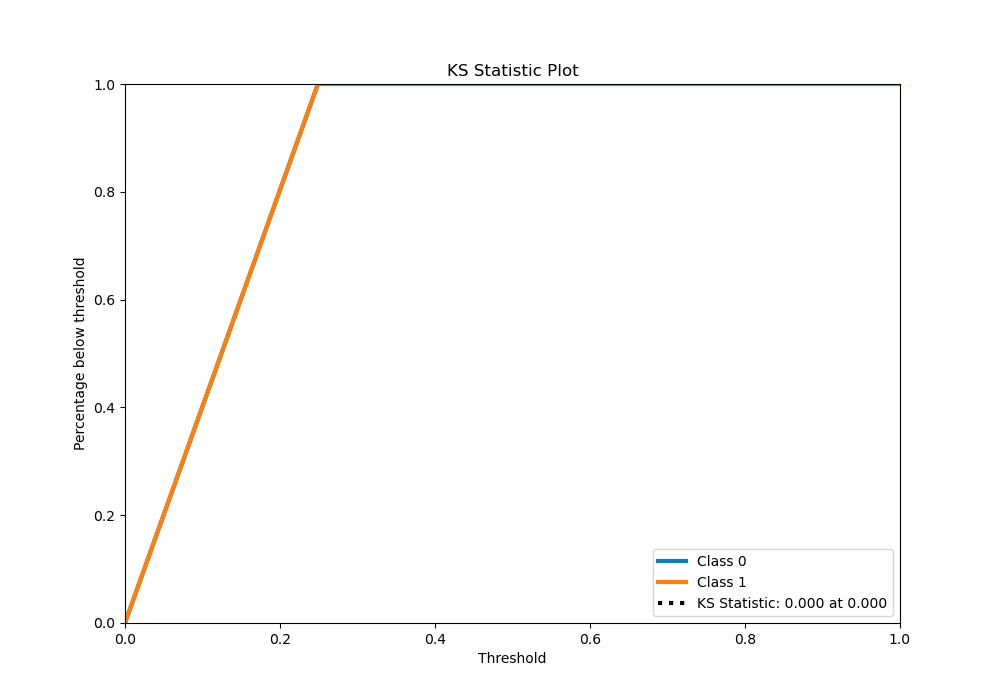 KS Statistic Plot
1.0
0.8
0.6
0.4
0.2
0.0
Percentage below threshold
0.0 0.2 0.4 0.6 0.8 1.0
Threshold
Class 0
Class 1
KS Statistic: 0.000 at 0.000